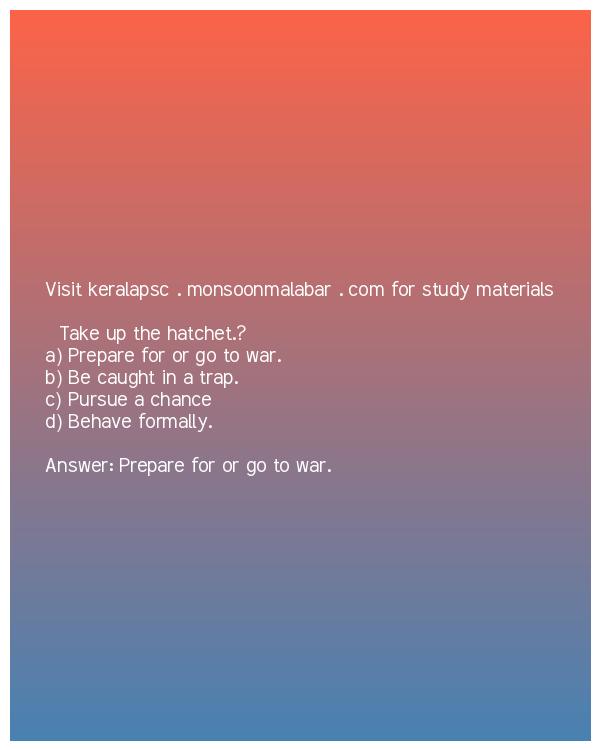 Visit keralapsc . monsoonmalabar . com for study materials
Take up the hatchet.?
a) Prepare for or go to war.
b) Be caught in a trap.
c) Pursue a chance
d) Behave formally.
Answer: Prepare for or go to war.